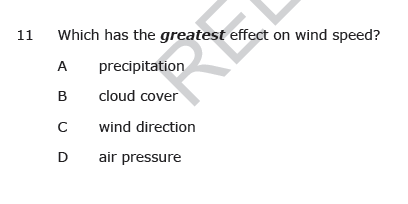 11 Which has the greatest effect on wind speed?
A precipitation
B cloud cover
C wind direction
D air pressure